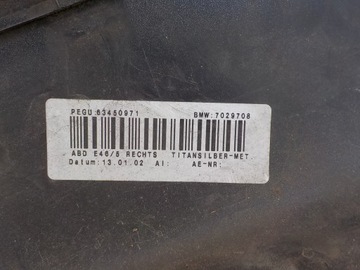 PEGU:63450971 BMW:7029708
ABD E46/5 RECHTS TITANSILBER-MET
Datum:13.01.02 AI: AE-NR: